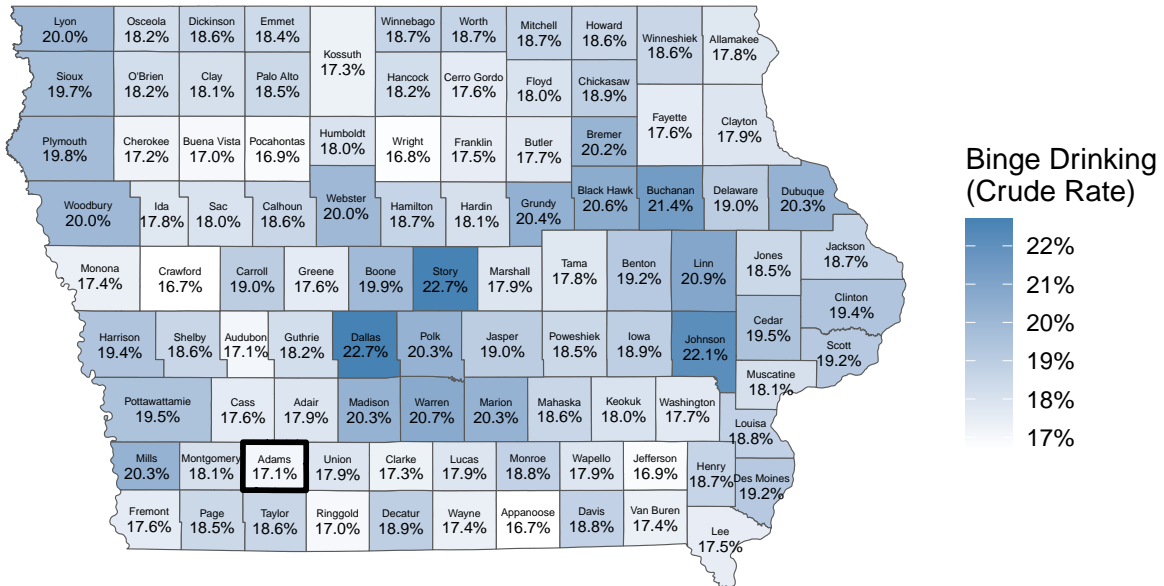 Lyon
20.0%
Osceola
18.2%
Dickinson
18.6%
Emmet
18.4%
Kossuth
17.3%
Winnebago
18.7%
Worth
18.7%
Mitchell
18.7%
Howard
18.6%
Winneshiek
18.6%
Allamakee
17.8%
Sioux
19.7%
O'Brien
18.2%
Clay
18.1%
Palo Alto
18.5%
Hancock
18.2%
Cerro Gordo
17.6%
Floyd
18.0%
Chickasaw
18.9%
Fayette
17.6%
Clayton
17.9%
Plymouth
19.8%
Cherokee
17.2%
Buena Vista
17.0%
Pocahontas
16.9%
Humboldt
18.0%
Wright
16.8%
Franklin
17.5%
Butler
17.7%
Bremer
20.2%
Woodbury
20.0%
Ida
17.8%
Sac
18.0%
Calhoun
18.6%
Webster
20.0%
Hamilton
18.7%
Hardin
18.1%
Grundy
20.4%
Black Hawk
20.6%
Buchanan
21.4%
Delaware
19.0%
Dubuque
20.3%
Monona
17.4%
Crawford
16.7%
Carroll
19.0%
Greene
17.6%
Boone
19.9%
Story
22.7%
Marshall
17.9%
Tama
17.8%
Benton
19.2%
Linn
20.9%
Jones
18.5%
Jackson
18.7%
Clinton
19.4%
Harrison
19.4%
Shelby
18.6%
Audubon
17.1%
Guthrie
18.2%
Dallas
22.7%
Polk
20.3%
Jasper
19.0%
Poweshiek
18.5%
Iowa
18.9%
Johnson
22.1%
Cedar
19.5%
Scott
19.2%
Muscatine
18.1%
Pottawattamie
19.5%
Cass
17.6%
Adair
17.9%
Madison
20.3%
Warren
20.7%
Marion
20.3%
Mahaska
18.6%
Keokuk
18.0%
Washington
17.7%
Louisa
18.8%
Mills
20.3%
Montgomery
18.1%
Adams
17.1%
Union
17.9%
Clarke
17.3%
Lucas
17.9%
Monroe
18.8%
Wapello
17.9%
Jefferson
16.9%
Henry
18.7%
Des Moines
19.2%
Fremont
17.6%
Page
18.5%
Taylor
18.6%
Ringgold
17.0%
Decatur
18.9%
Wayne
17.4%
Appanoose
16.7%
Davis
18.8%
Van Buren
17.4%
Lee
17.5%
Binge Drinking
(Crude Rate)
22%
21%
20%
19%
18%
17%